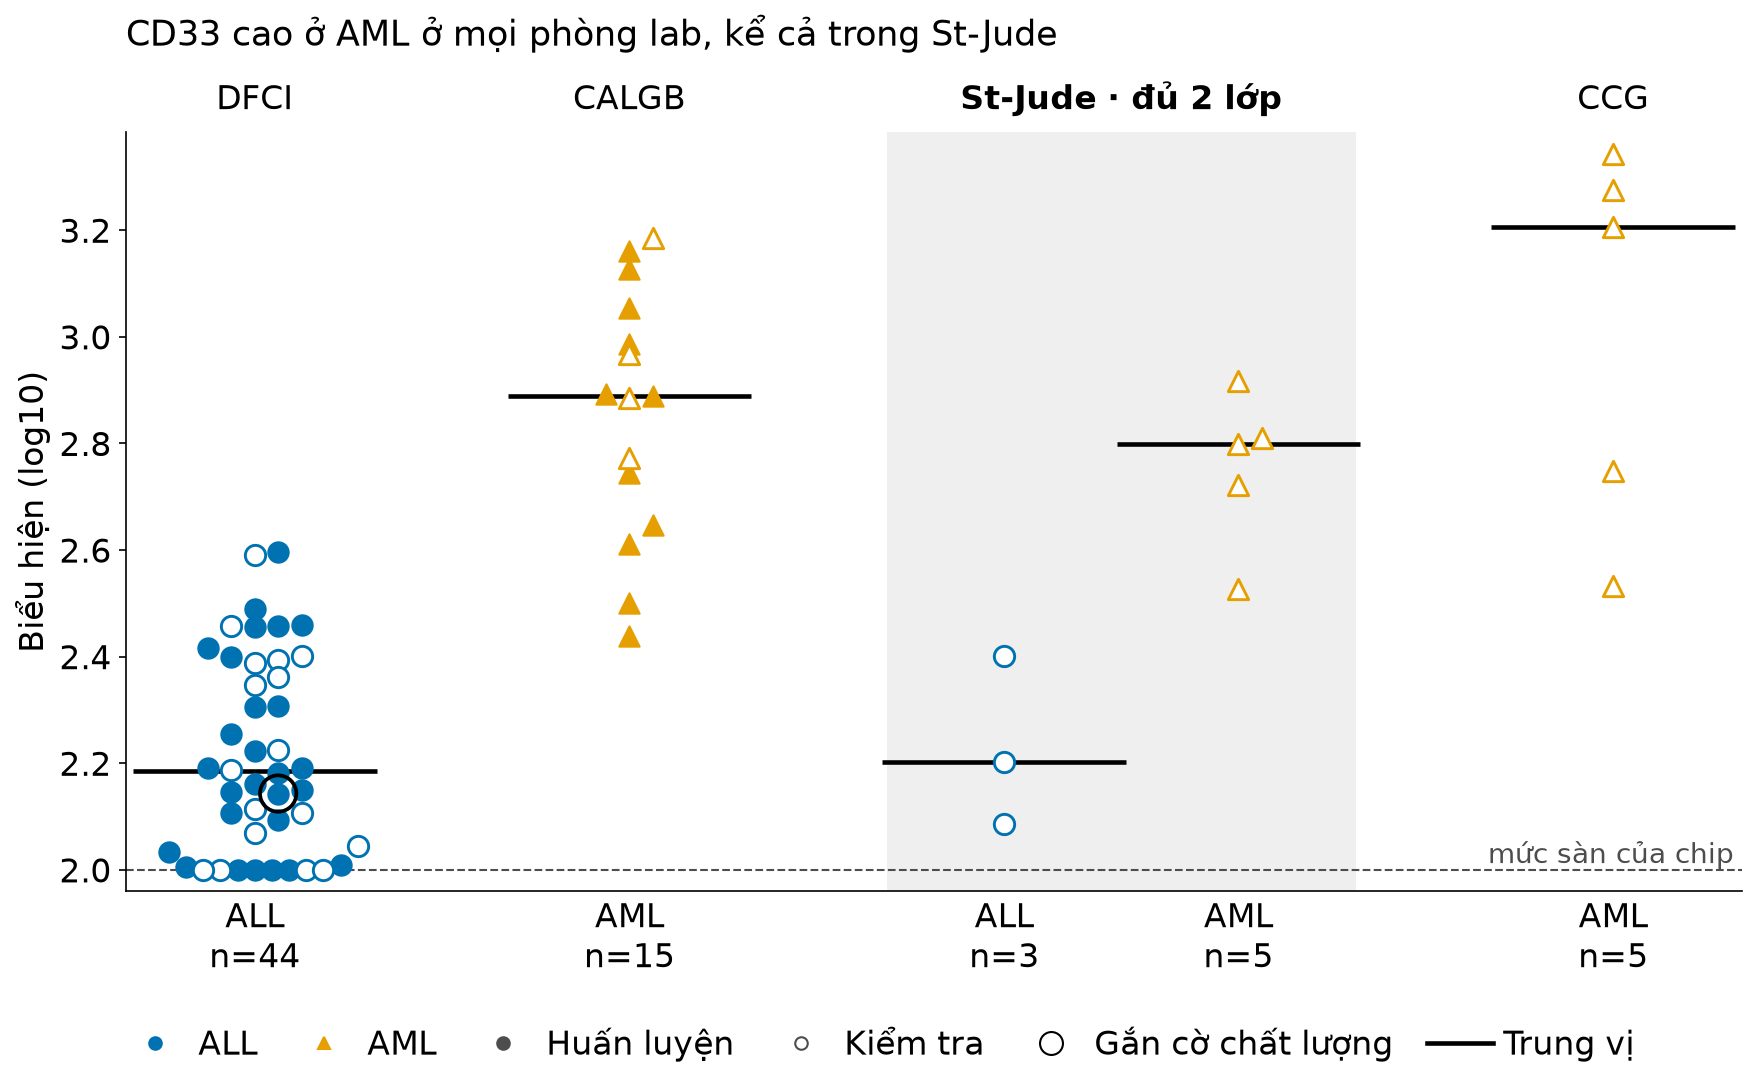 CD33 cao ở AML ở mọi phòng lab, kể cả trong St-Jude
DFCI
CALGB
St-Jude · đủ 2 lớp
CCG
Biểu hiện (log10)
3.2
3.0
2.8
2.6
2.4
2.2
2.0
mức sàn của chip
ALL
n=44
AML
n=15
ALL
n=3
AML
n=5
AML
n=5
ALL
AML
Huấn luyện
Kiểm tra
Gắn cờ chất lượng
Trung vị